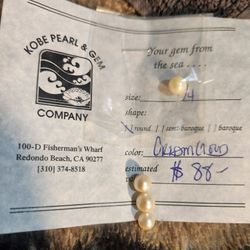 KOBE PEARL & GEM
COMPANY
100-D Fisherman's Wharf
Redondo Beach, CA 90277
[310] 374-8518
Your gem from
the sea . . . .
size:
shape:
round [ ] semi-baroque [ ] baroque
color:
estimated
$ 88-